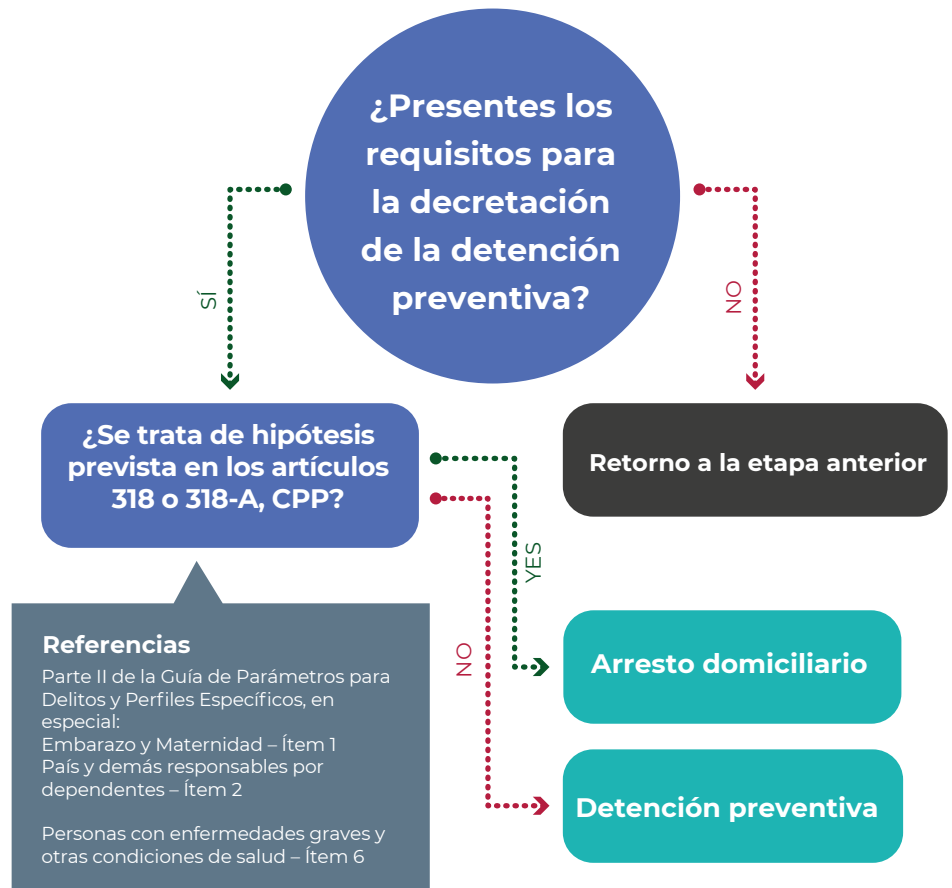 ¿Presentes los
requisitos para
la decretación
de la detención
preventiva?
SÍ
NO
¿Se trata de hipótesis
prevista en los artículos
318 o 318-A, CPP?
Retorno a la etapa anterior
YES
NO
Referencias
Parte II de la Guía de Parámetros para
Delitos y Perfiles Específicos, en
especial:
Embarazo y Maternidad – Ítem 1
País y demás responsables por
dependentes – Ítem 2
Personas con enfermedades graves y
otras condiciones de salud – Ítem 6
Arresto domiciliario
Detención preventiva